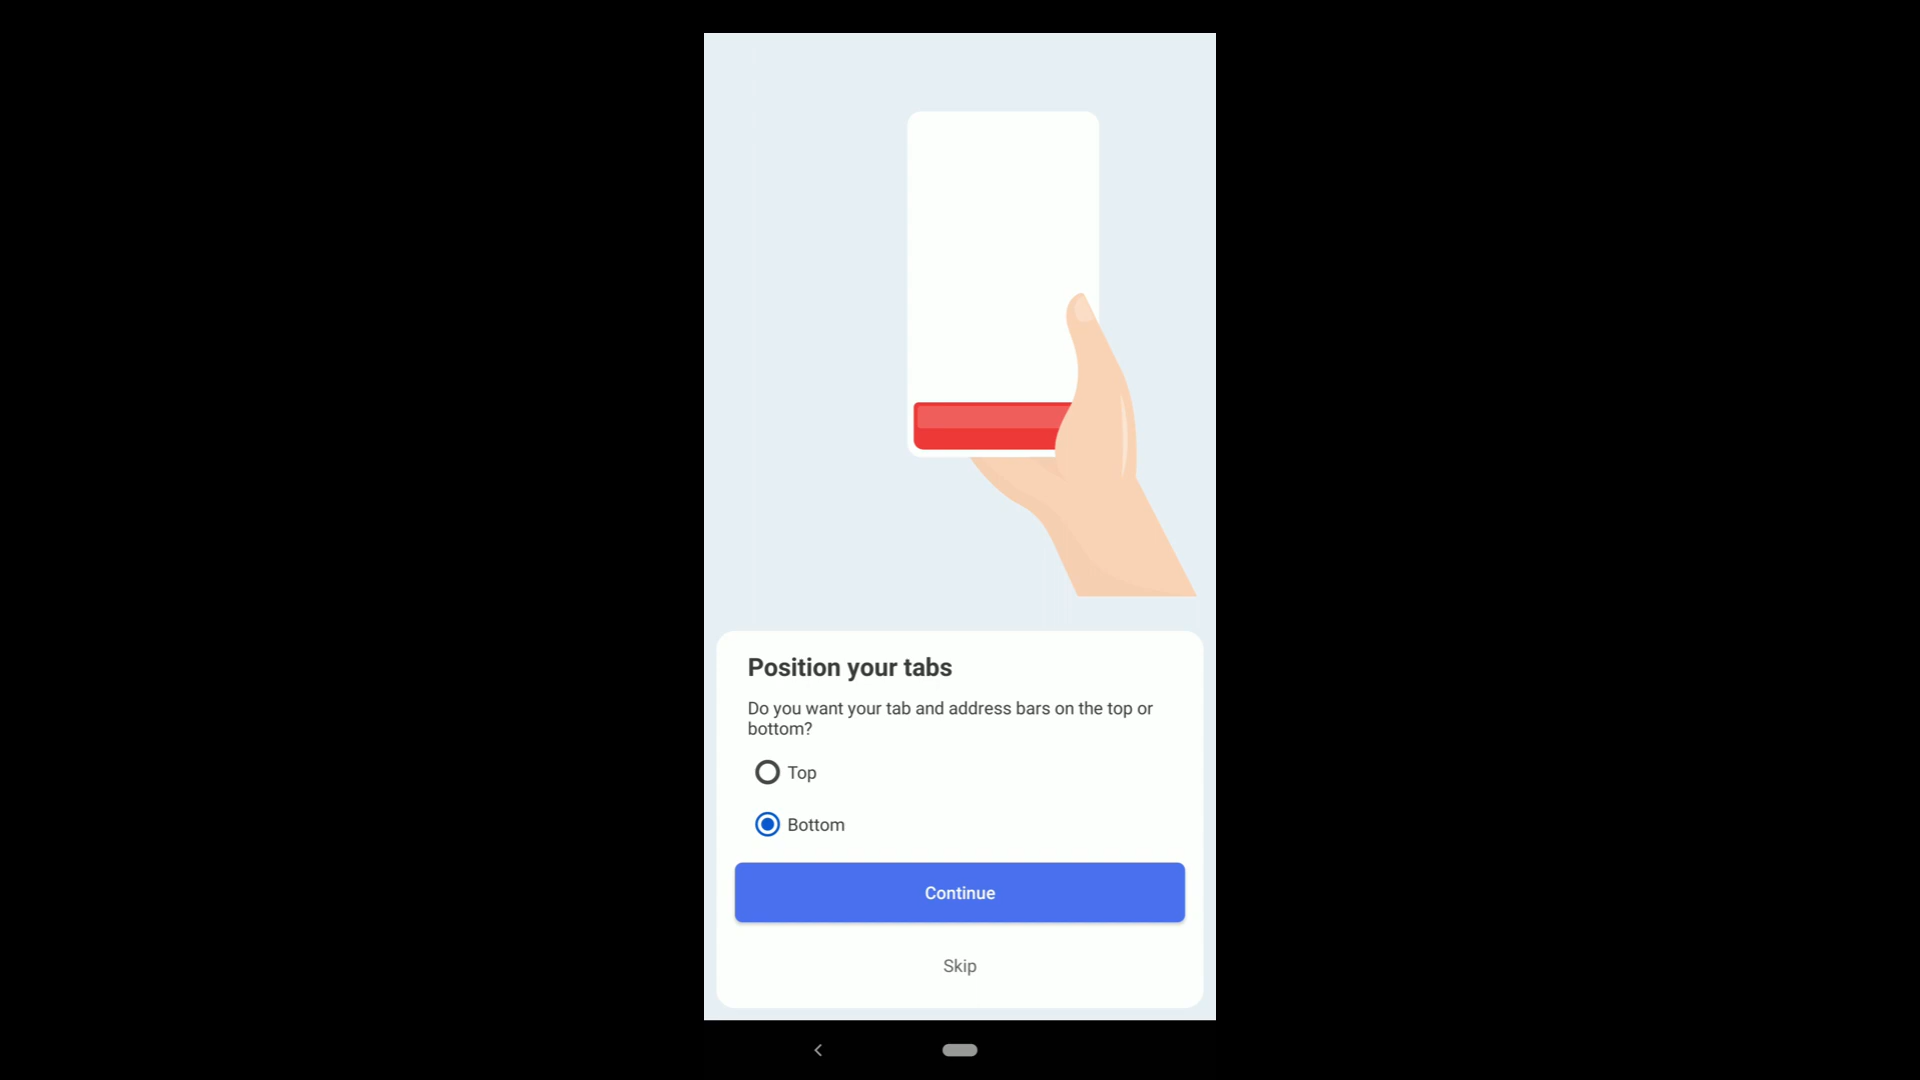 Position your tabs
Do you want your tab and address bars on the top or
bottom?
Top
Bottom
Continue
Skip